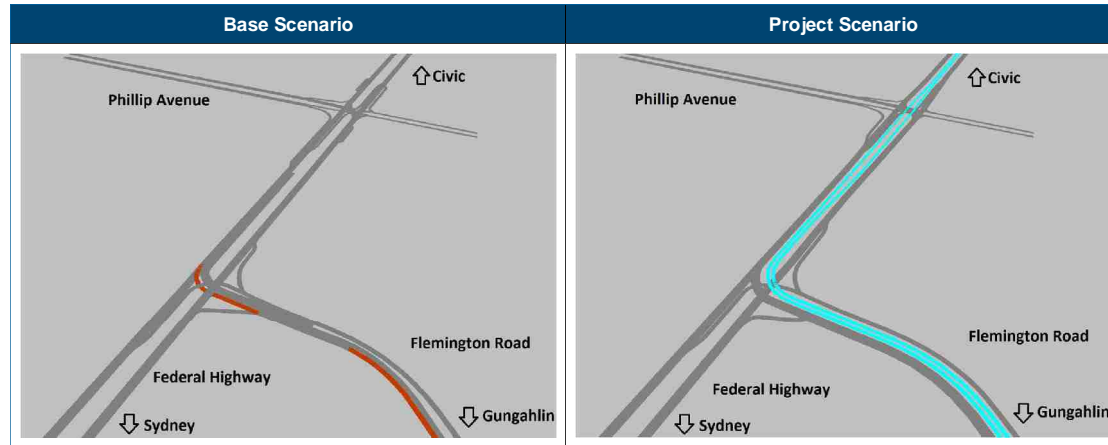 Base Scenario
Project Scenario
Civic
Phillip Avenue
Flemington Road
Federal Highway
Sydney
Gungahlin
Civic
Phillip Avenue
Flemington Road
Federal Highway
Sydney
Gungahlin